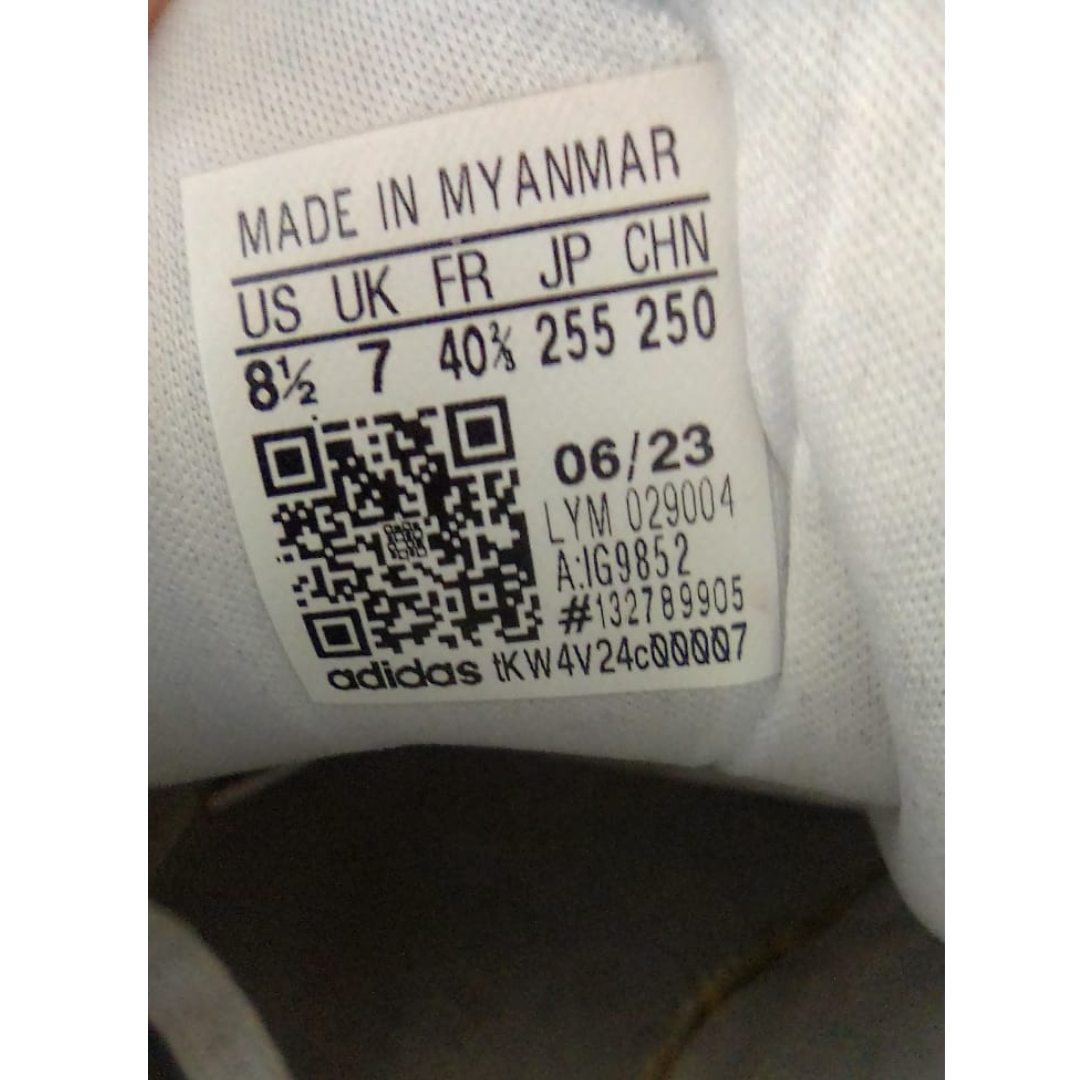 MADE IN MYANMAR
US UK FR JP CHN
8½ 7 40⅔ 255 250
06/23
LYM 029004
A:IG9852
#132789905
adidas tKW4V24c00007